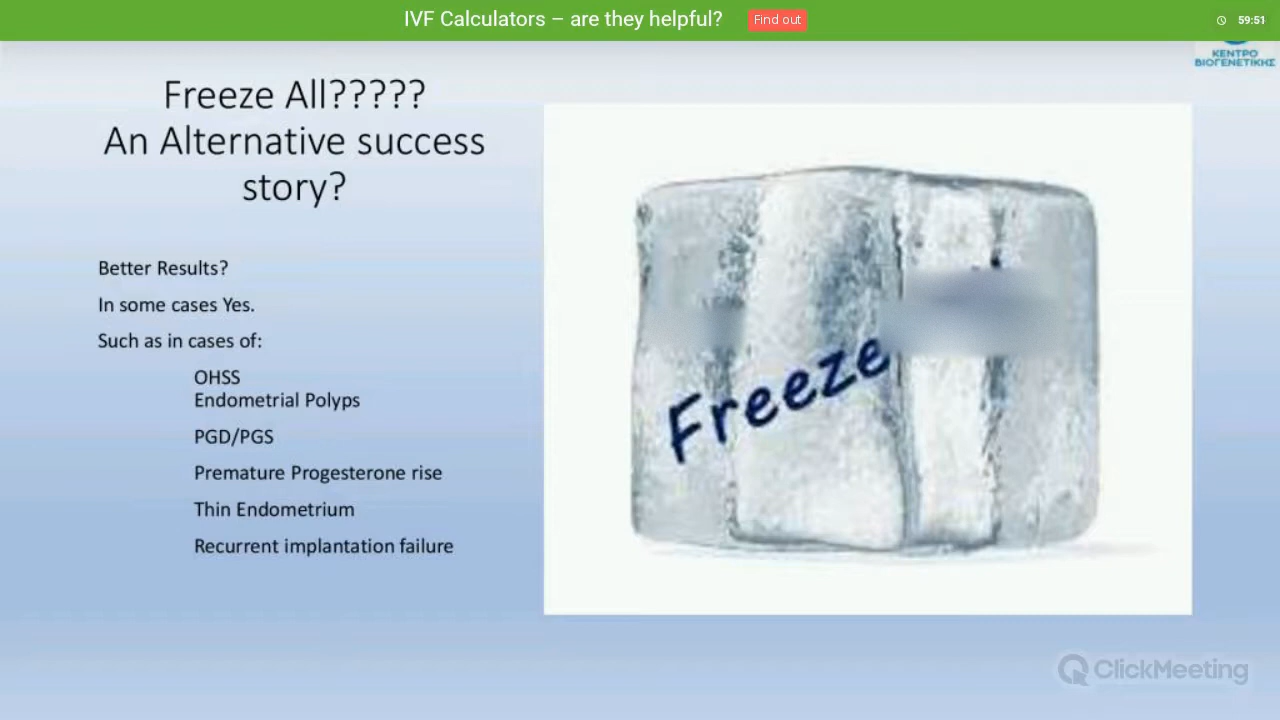 IVF Calculators – are they helpful?
Find out
59:51
ΚΕΝΤΡΟ
ΒΙΟΓΕΝΕΤΙΚΗΣ
Freeze All?????
An Alternative success
story?
Better Results?
In some cases Yes.
Such as in cases of:
OHSS
Endometrial Polyps
PGD/PGS
Premature Progesterone rise
Thin Endometrium
Recurrent implantation failure
Freeze
ClickMeeting